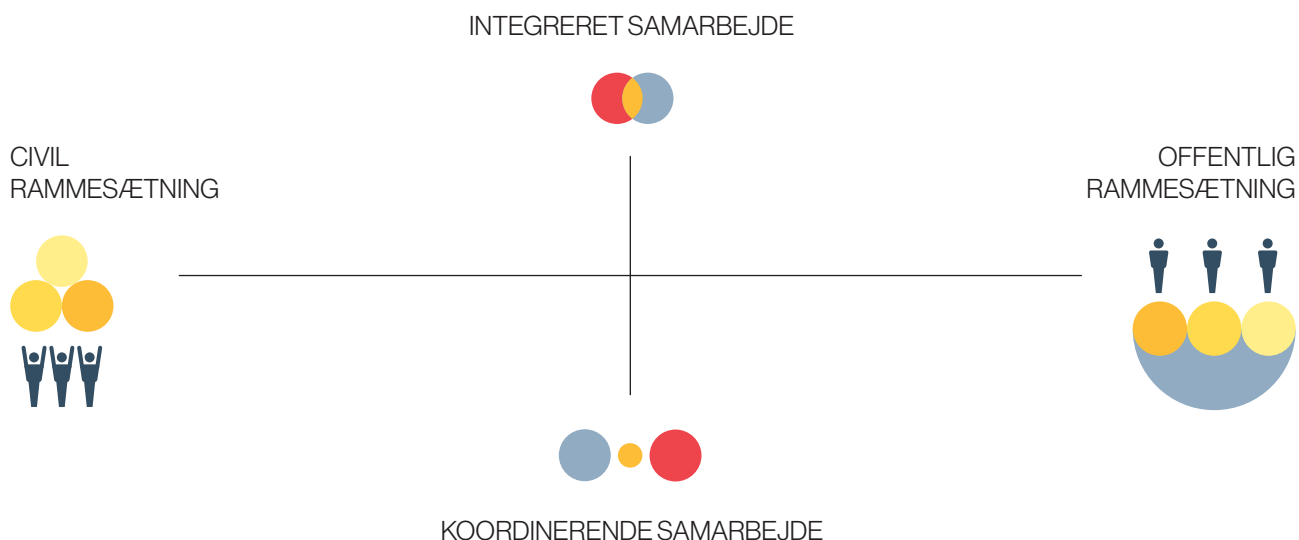 INTEGRERET SAMARBEJDE
CIVIL
RAMMESÆTNING
OFFENTLIG
RAMMESÆTNING
KOORDINERENDE SAMARBEJDE